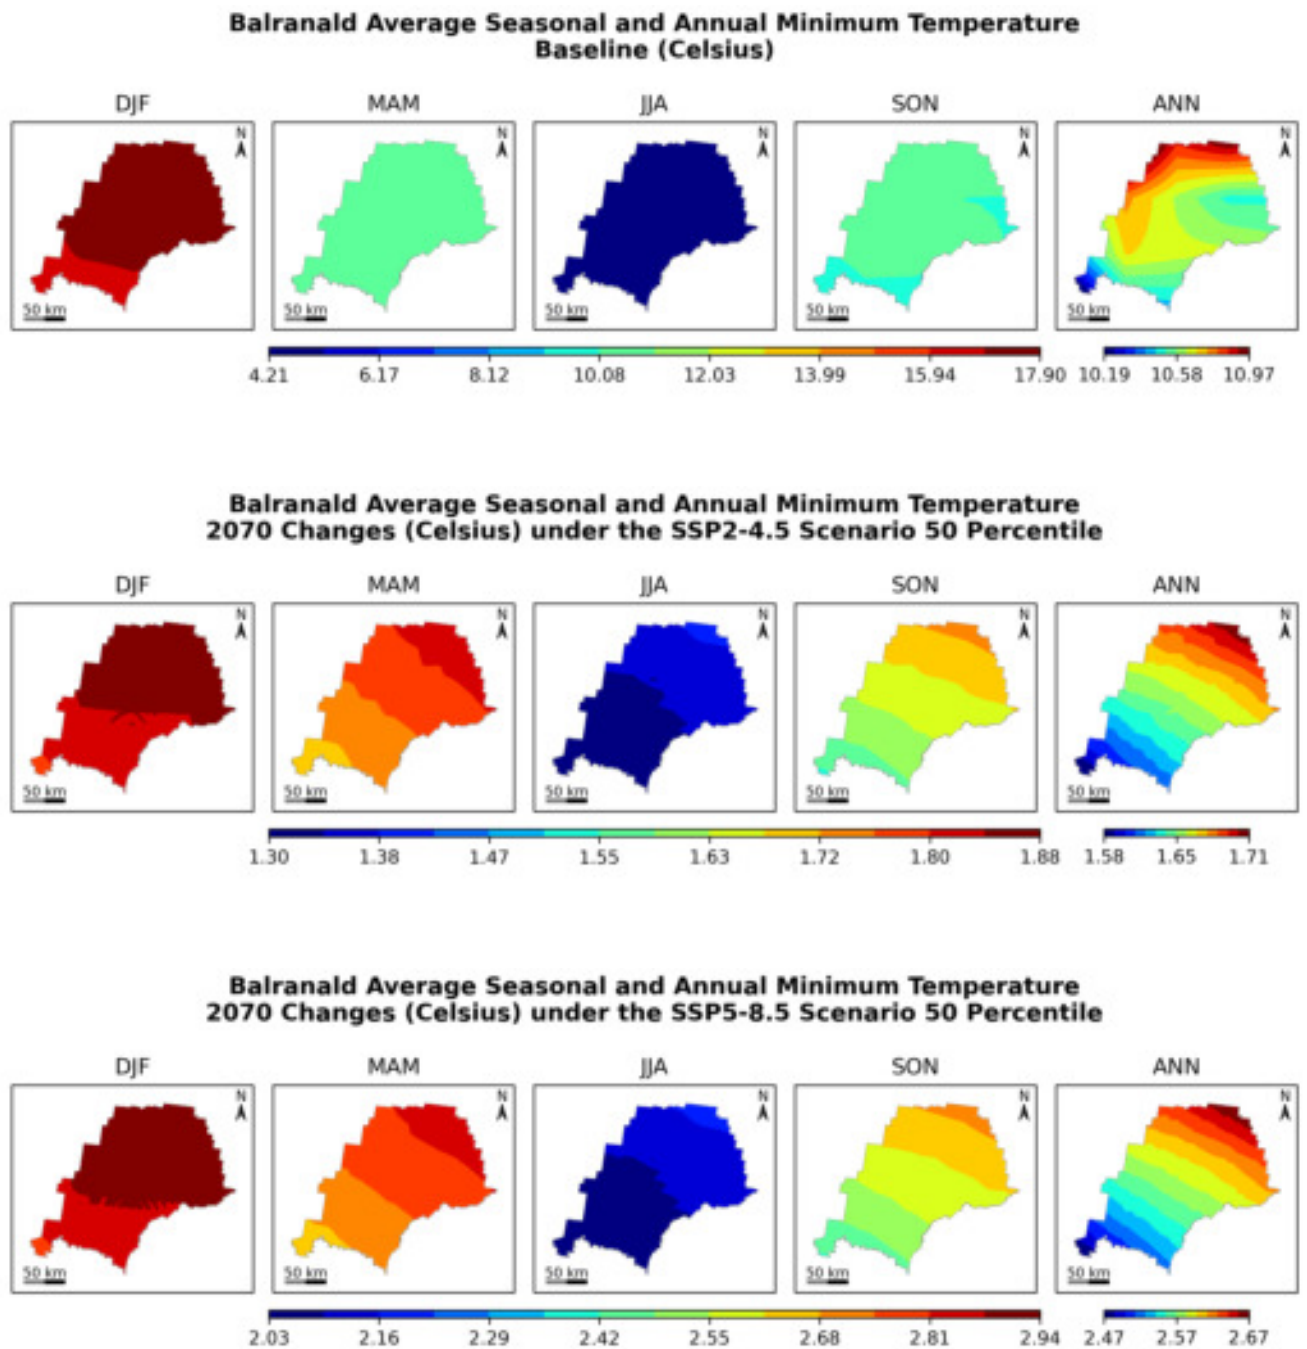 Balranald Average Seasonal and Annual Minimum Temperature
Baseline (Celsius)
DJF MAM JJA SON ANN
N N N N N
50 km 50 km 50 km 50 km 50 km
4.21 6.17 8.12 10.08 12.03 13.99 15.94 17.90 10.19 10.58 10.97
Balranald Average Seasonal and Annual Minimum Temperature
2070 Changes (Celsius) under the SSP2-4.5 Scenario 50 Percentile
DJF MAM JJA SON ANN
N N N N N
50 km 50 km 50 km 50 km 50 km
1.30 1.38 1.47 1.55 1.63 1.72 1.80 1.88 1.58 1.65 1.71
Balranald Average Seasonal and Annual Minimum Temperature
2070 Changes (Celsius) under the SSP5-8.5 Scenario 50 Percentile
DJF MAM JJA SON ANN
N N N N N
50 km 50 km 50 km 50 km 50 km
2.03 2.16 2.29 2.42 2.55 2.68 2.81 2.94 2.47 2.57 2.67